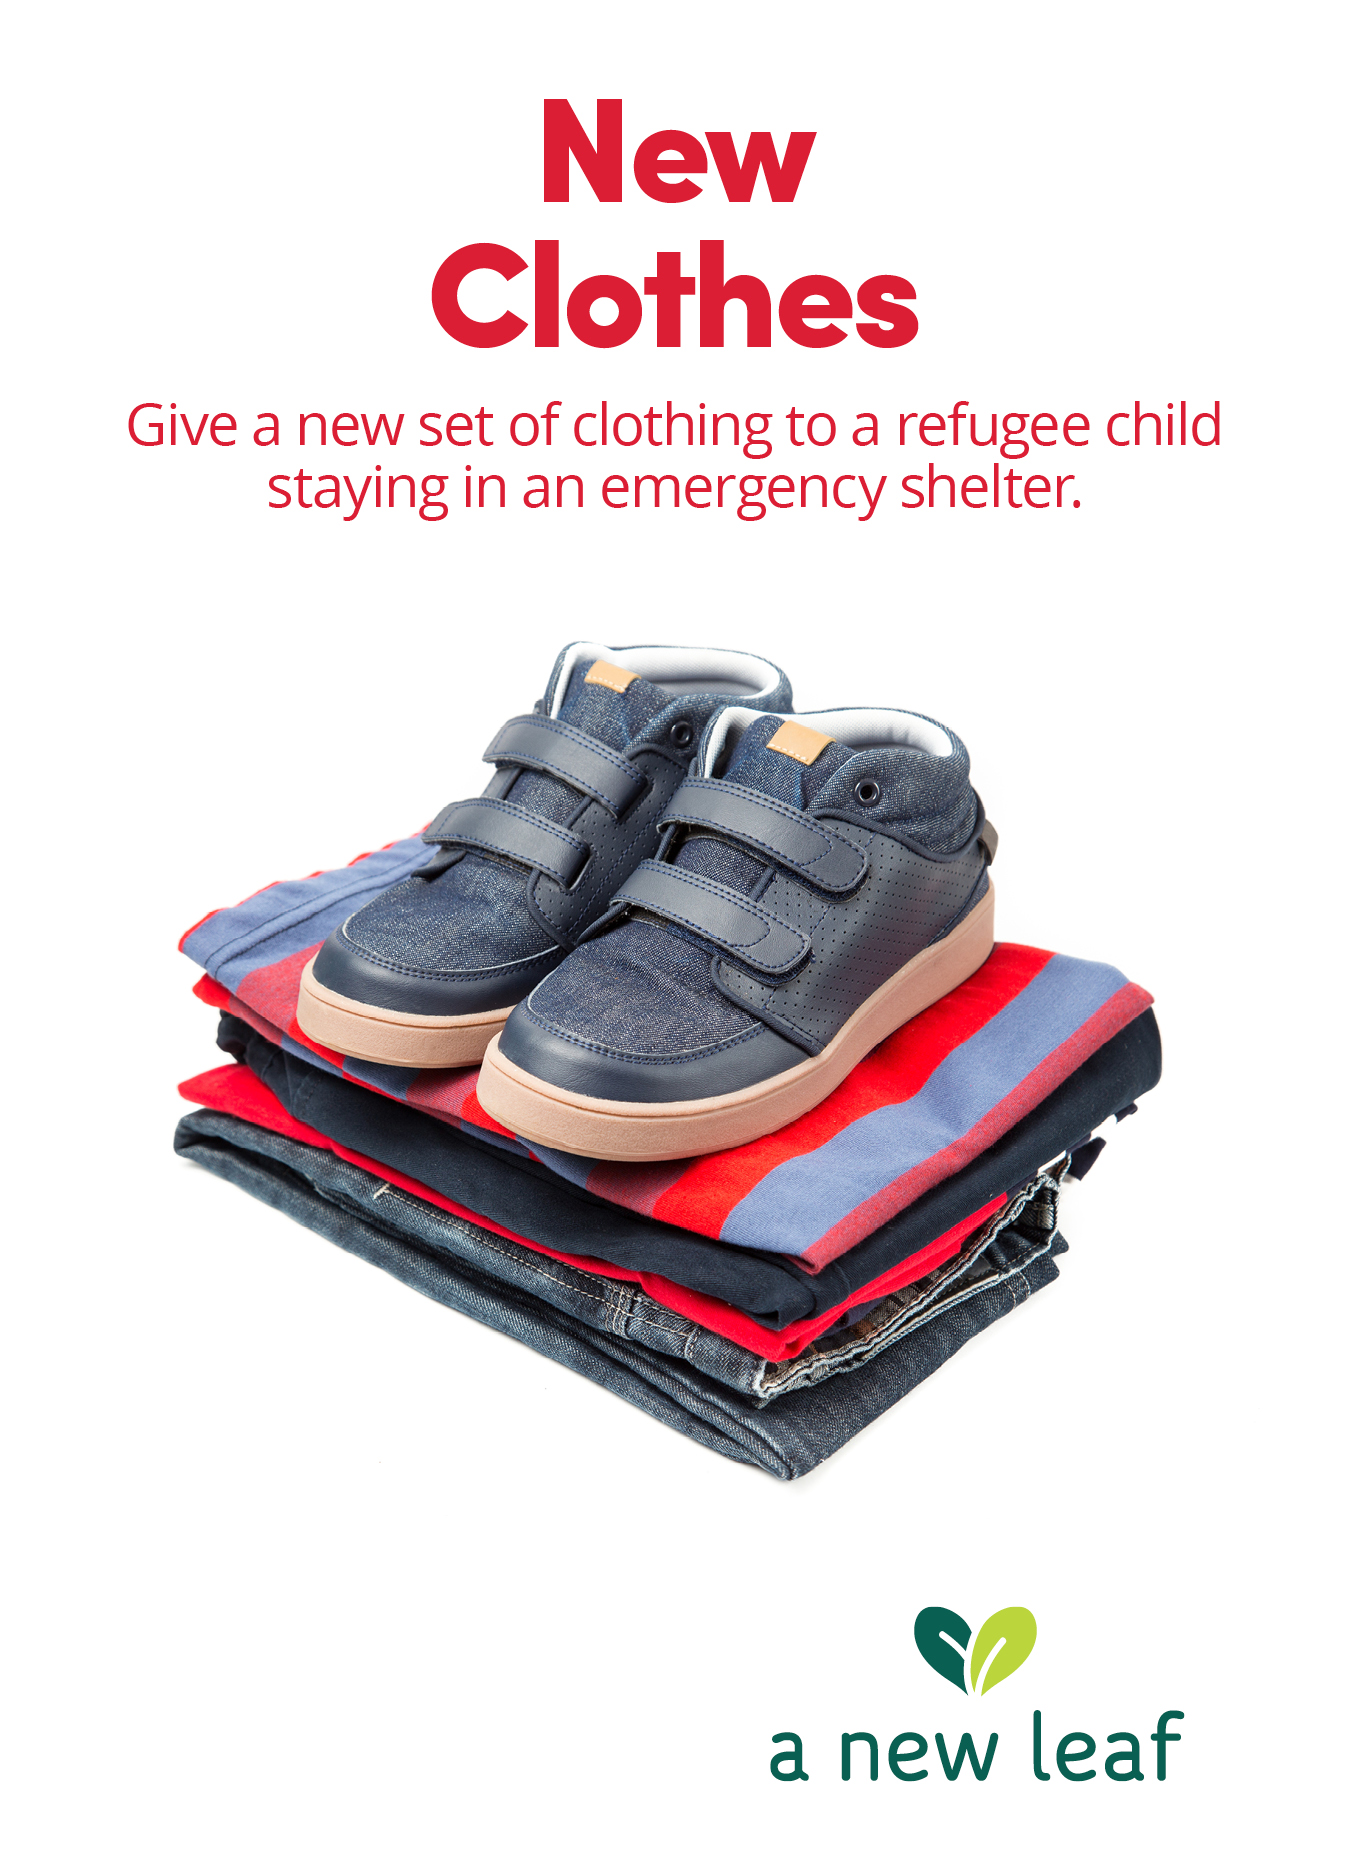 New
Clothes
Give a new set of clothing to a refugee child
staying in an emergency shelter.
a new leaf